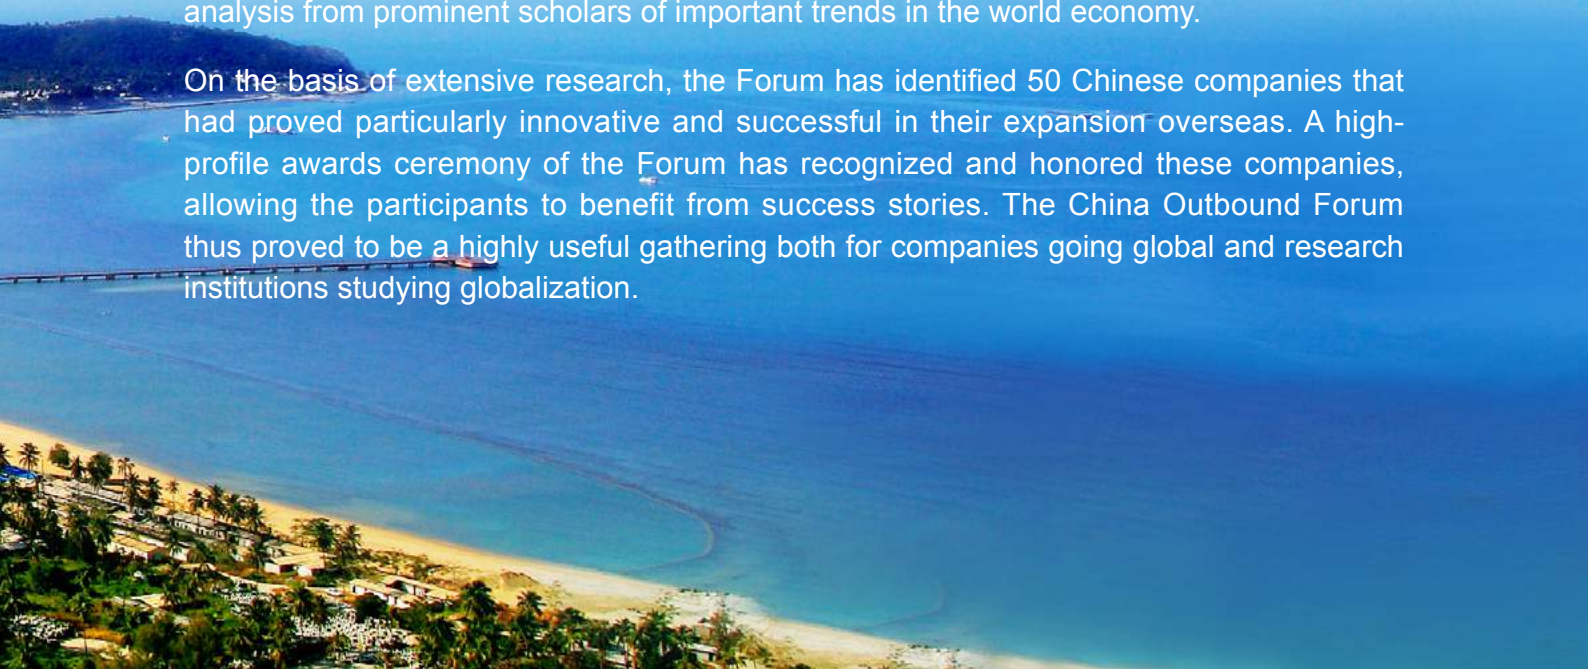 analysis from prominent scholars of important trends in the world economy.
On the basis of extensive research, the Forum has identified 50 Chinese companies that
had proved particularly innovative and successful in their expansion overseas. A high-
profile awards ceremony of the Forum has recognized and honored these companies,
allowing the participants to benefit from success stories. The China Outbound Forum
thus proved to be a highly useful gathering both for companies going global and research
institutions studying globalization.